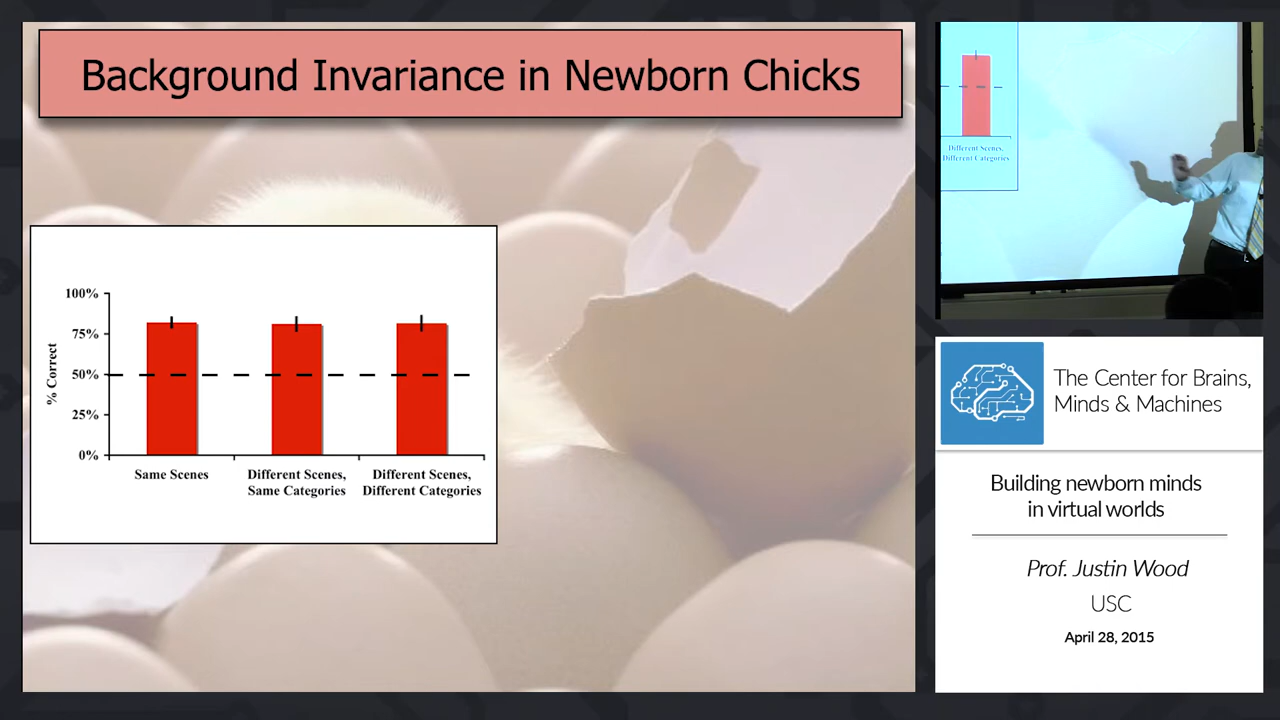 Background Invariance in Newborn Chicks
% Correct
100%
75%
50%
25%
0%
Same Scenes
Different Scenes,
Same Categories
Different Scenes,
Different Categories
Different Scenes,
Different Categories
The Center for Brains,
Minds & Machines
Building newborn minds
in virtual worlds
Prof. Justin Wood
USC
April 28, 2015